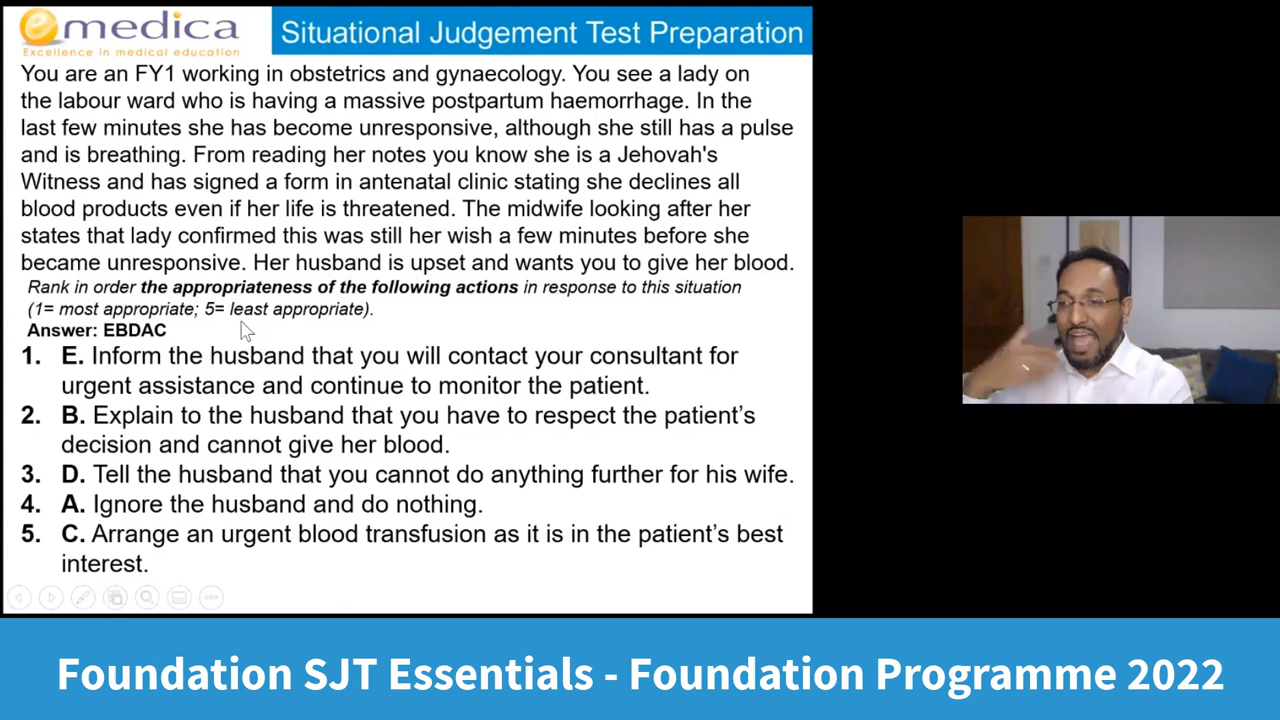 emedica
Excellence in medical education
Situational Judgement Test Preparation
You are an FY1 working in obstetrics and gynaecology. You see a lady on
the labour ward who is having a massive postpartum haemorrhage. In the
last few minutes she has become unresponsive, although she still has a pulse
and is breathing. From reading her notes you know she is a Jehovah's
Witness and has signed a form in antenatal clinic stating she declines all
blood products even if her life is threatened. The midwife looking after her
states that lady confirmed this was still her wish a few minutes before she
became unresponsive. Her husband is upset and wants you to give her blood.
Rank in order the appropriateness of the following actions in response to this situation
(1= most appropriate; 5= least appropriate).
Answer: EBDAC
1. E. Inform the husband that you will contact your consultant for
urgent assistance and continue to monitor the patient.
2. B. Explain to the husband that you have to respect the patient’s
decision and cannot give her blood.
3. D. Tell the husband that you cannot do anything further for his wife.
4. A. Ignore the husband and do nothing.
5. C. Arrange an urgent blood transfusion as it is in the patient’s best
interest.
Foundation SJT Essentials - Foundation Programme 2022